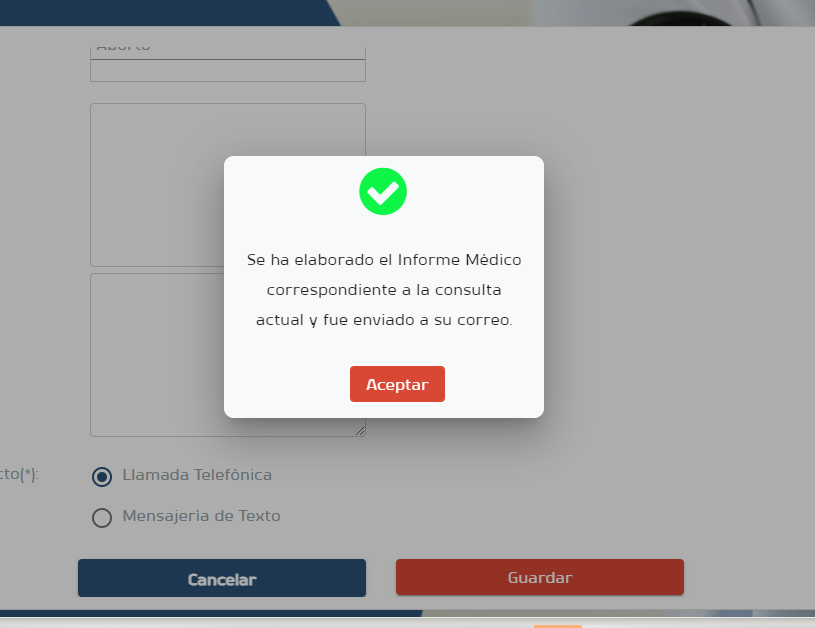 Aborto
Se ha elaborado el Informe Médico
correspondiente a la consulta
actual y fue enviado a su correo.
Aceptar
cto(*):
Llamada Telefónica
Mensajeria de Texto
Cancelar
Guardar